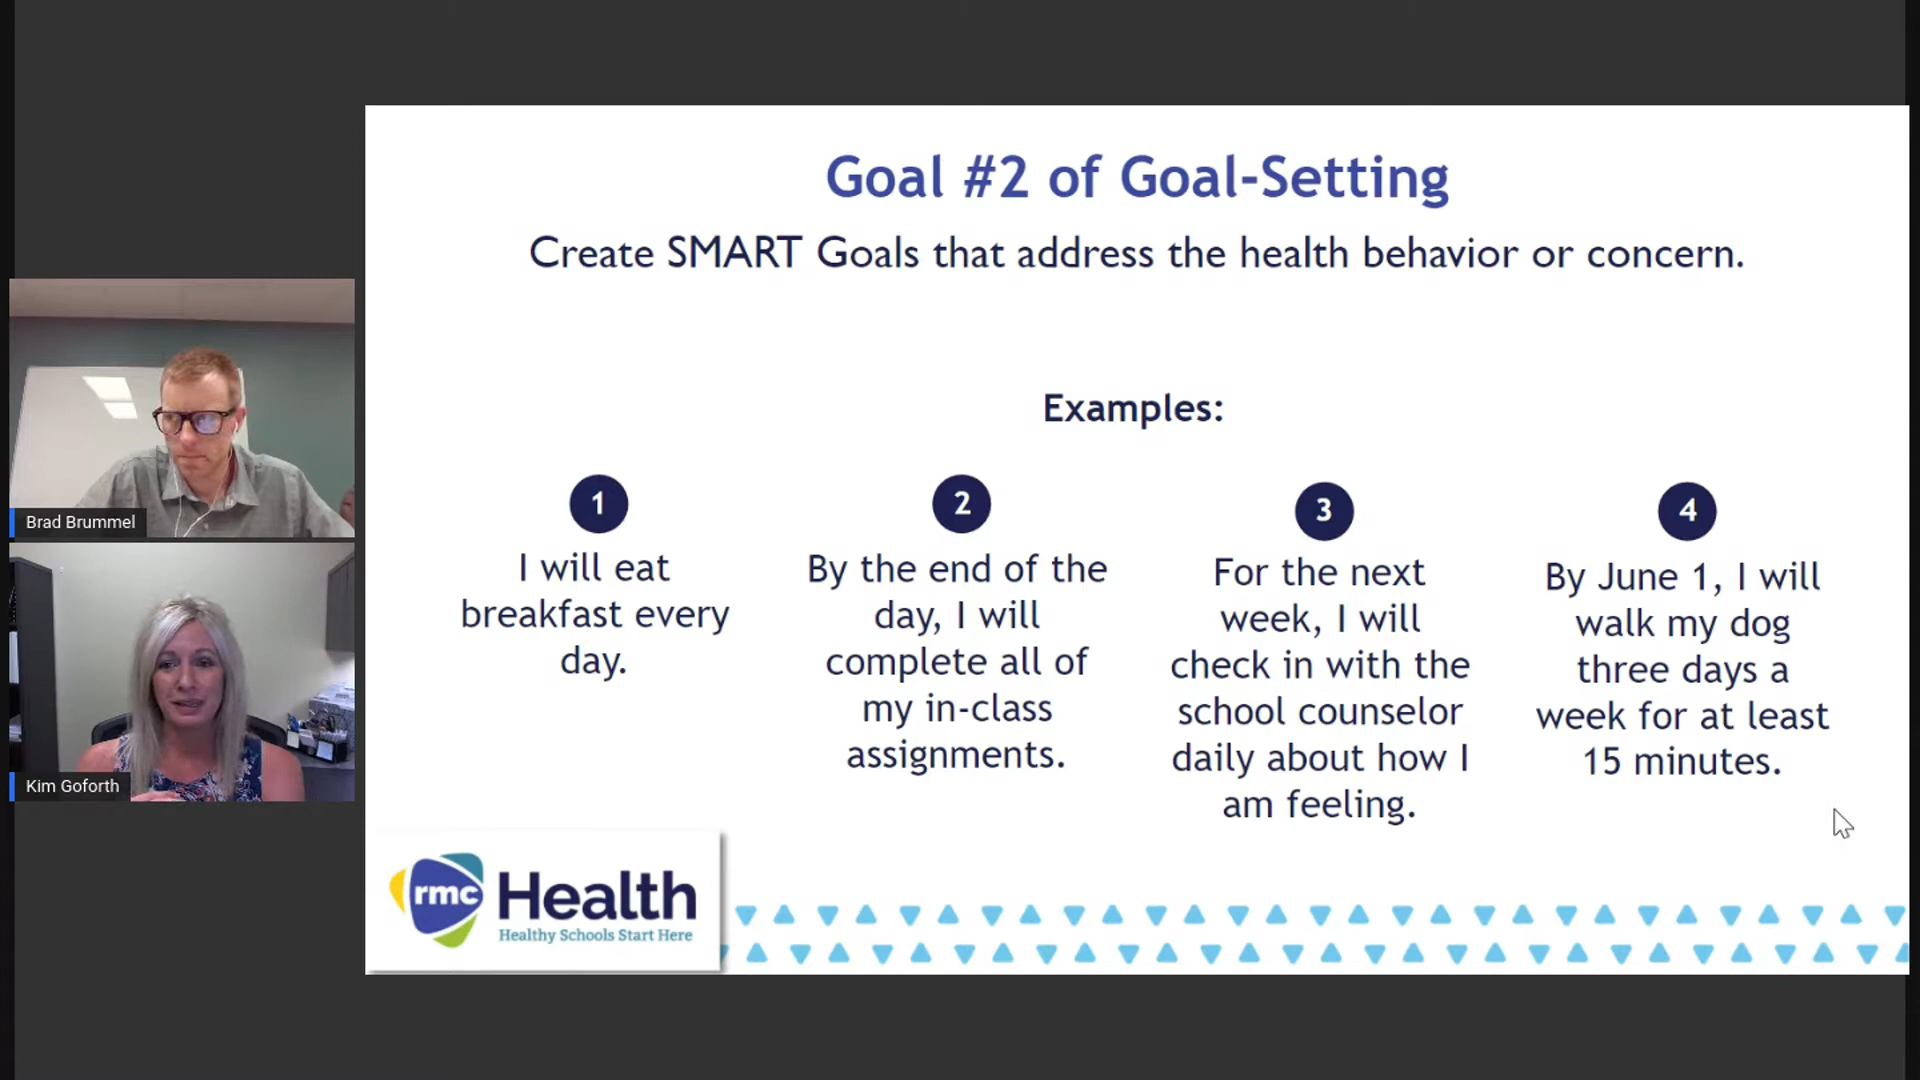 Goal #2 of Goal-Setting
Create SMART Goals that address the health behavior or concern.
Examples:
1
I will eat
breakfast every
day.
2
By the end of the
day, I will
complete all of
my in-class
assignments.
3
For the next
week, I will
check in with the
school counselor
daily about how I
am feeling.
4
By June 1, I will
walk my dog
three days a
week for at least
15 minutes.
Brad Brummel
Kim Goforth
rmc Health
Healthy Schools Start Here